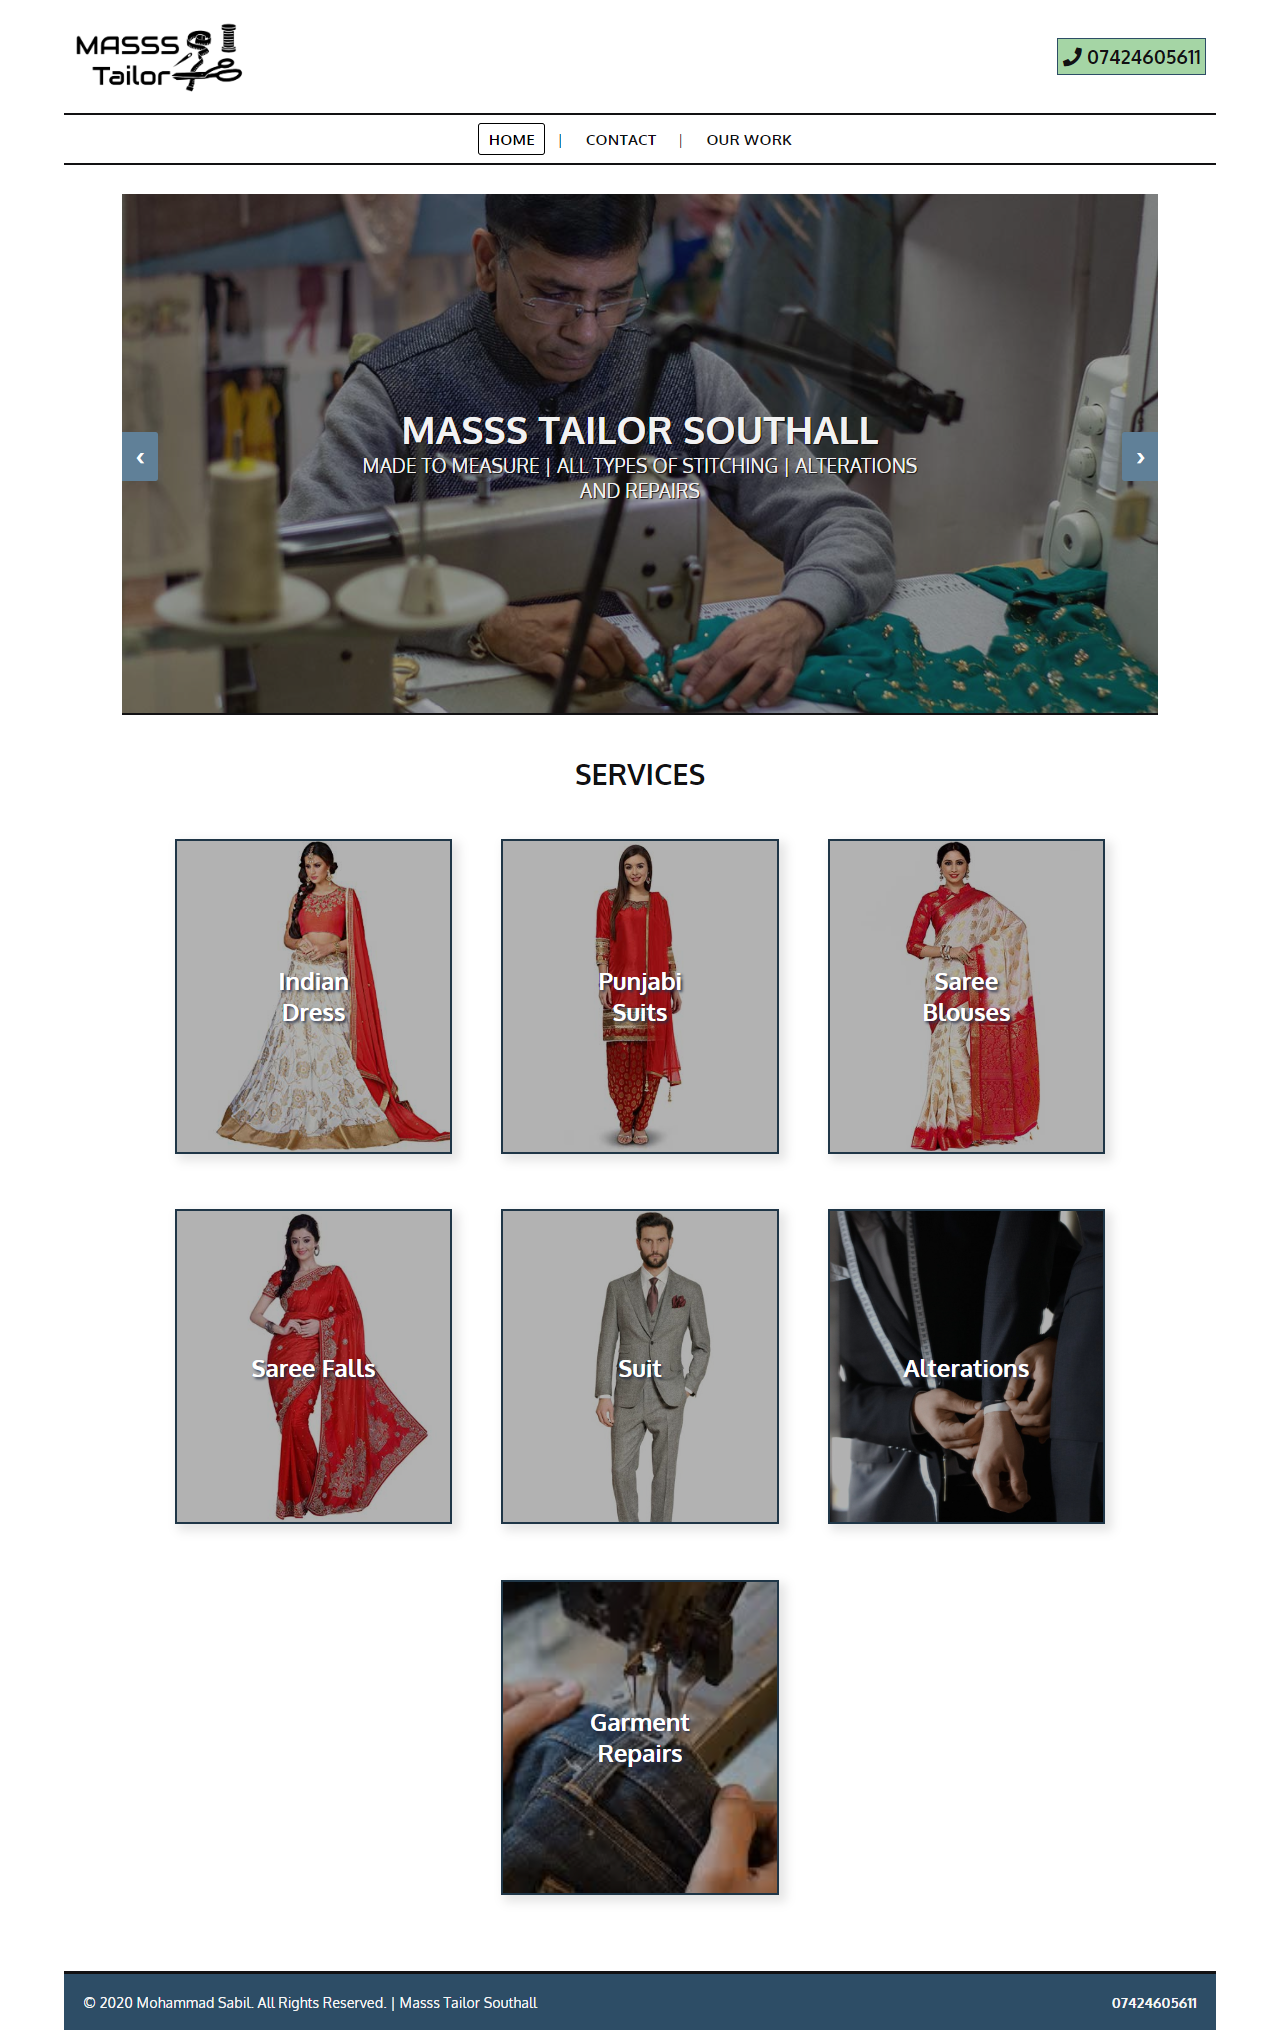 MASSS
Tailor
07424605611
HOME | CONTACT | OUR WORK
MASSS TAILOR SOUTHALL
MADE TO MEASURE | ALL TYPES OF STITCHING | ALTERATIONS
AND REPAIRS
‹
›
SERVICES
Indian
Dress
Punjabi
Suits
Saree
Blouses
Saree Falls
Suit
Alterations
Garment
Repairs
© 2020 Mohammad Sabil. All Rights Reserved. | Masss Tailor Southall
07424605611